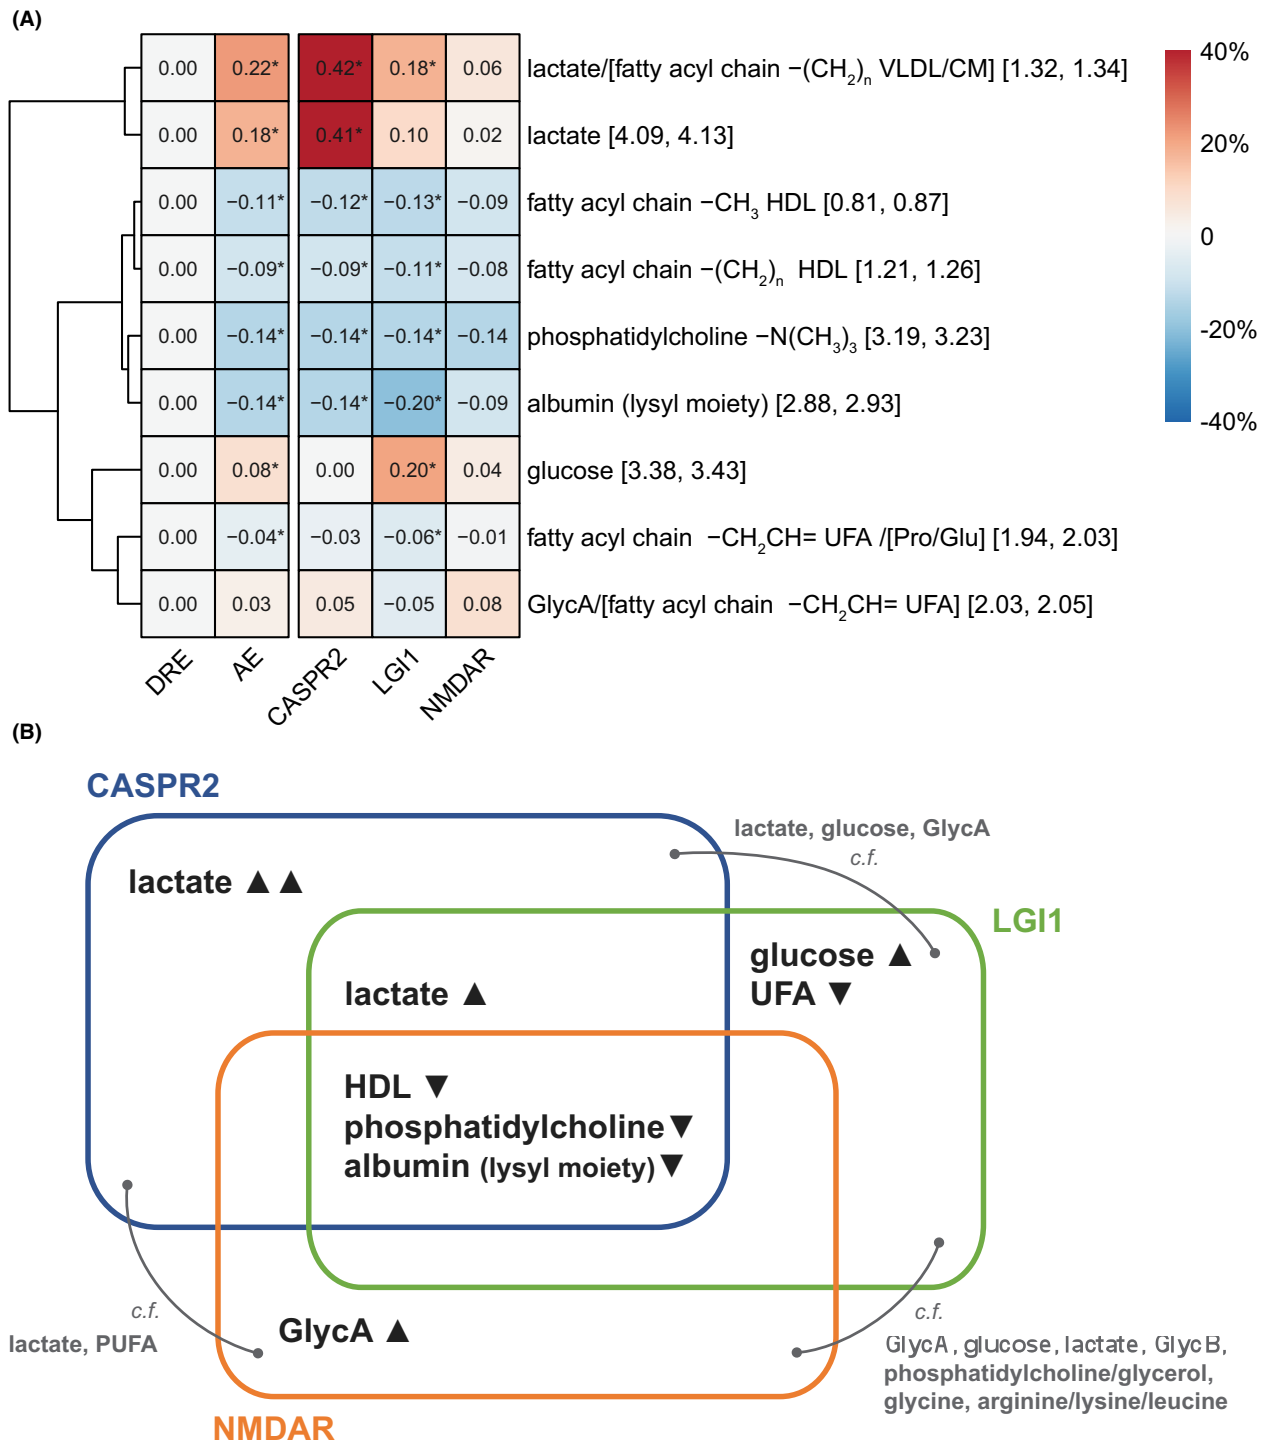 (A)
0.00 0.22* 0.42* 0.18* 0.06 lactate/[fatty acyl chain −(CH2)n VLDL/CM] [1.32, 1.34]
0.00 0.18* 0.41* 0.10 0.02 lactate [4.09, 4.13]
0.00 −0.11* −0.12* −0.13* −0.09 fatty acyl chain −CH3 HDL [0.81, 0.87]
0.00 −0.09* −0.09* −0.11* −0.08 fatty acyl chain −(CH2)n HDL [1.21, 1.26]
0.00 −0.14* −0.14* −0.14* −0.14 phosphatidylcholine −N(CH3)3 [3.19, 3.23]
0.00 −0.14* −0.14* −0.20* −0.09 albumin (lysyl moiety) [2.88, 2.93]
0.00 0.08* 0.00 0.20* 0.04 glucose [3.38, 3.43]
0.00 −0.04* −0.03 −0.06* −0.01 fatty acyl chain −CH2CH= UFA /[Pro/Glu] [1.94, 2.03]
0.00 0.03 0.05 −0.05 0.08 GlycA/[fatty acyl chain −CH2CH= UFA] [2.03, 2.05]
DRE AE CASPR2 LGI1 NMDAR
40%
20%
0
-20%
-40%
(B)
CASPR2
lactate, glucose, GlycA
c.f.
lactate ▲▲
LGI1
glucose ▲
UFA ▼
lactate ▲
HDL ▼
phosphatidylcholine ▼
albumin (lysyl moiety) ▼
c.f.
lactate, PUFA
GlycA ▲
c.f.
GlycA, glucose, lactate, GlycB,
phosphatidylcholine/glycerol,
glycine, arginine/lysine/leucine
NMDAR